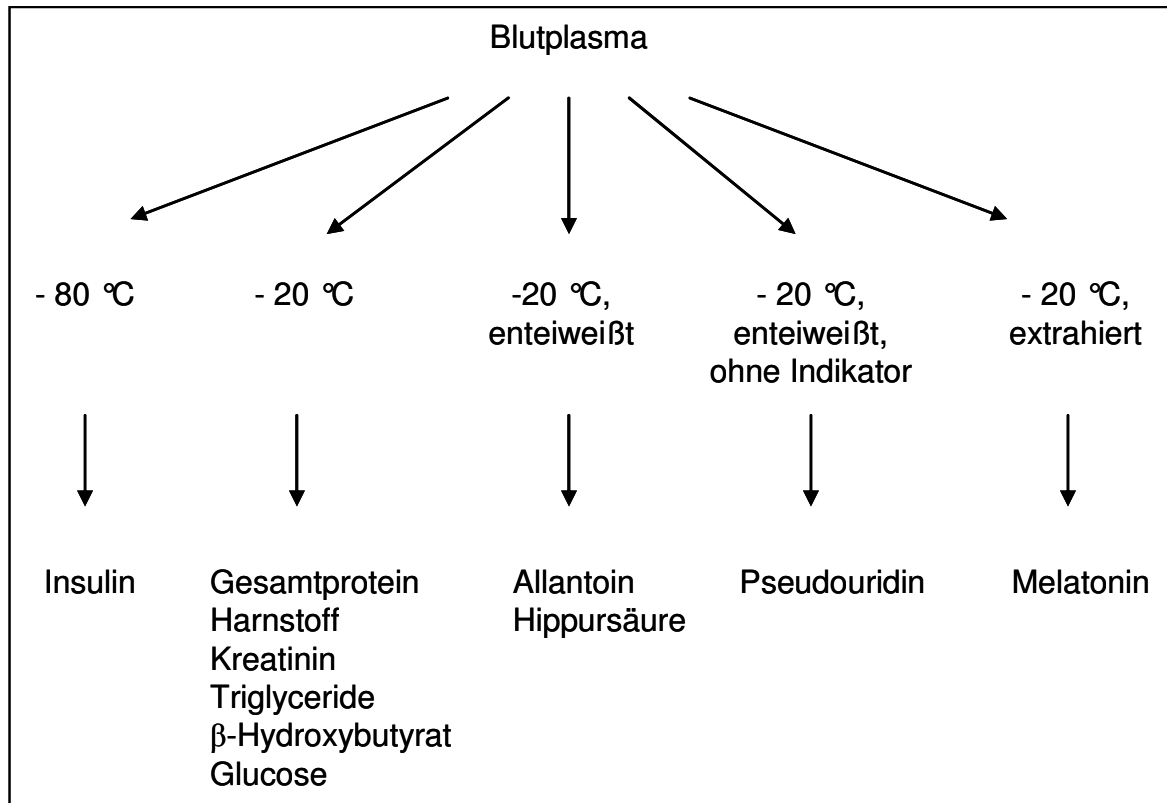 Blutplasma
- 80 °C
- 20 °C
-20 °C,
enteiweißt
- 20 °C,
enteiweißt,
ohne Indikator
- 20 °C,
extrahiert
Insulin
Gesamtprotein
Harnstoff
Kreatinin
Triglyceride
β-Hydroxybutyrat
Glucose
Allantoin
Hippursäure
Pseudouridin
Melatonin